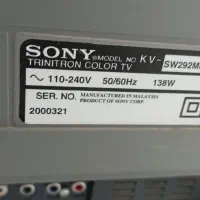 SONY ®MODEL NO KV-SW292M
TRINITRON COLOR TV
~ 110-240V 50/60Hz 138W
SER. NO. MANUFACTURED IN MALAYSIA
PRODUCT OF SONY CORP.
2000321